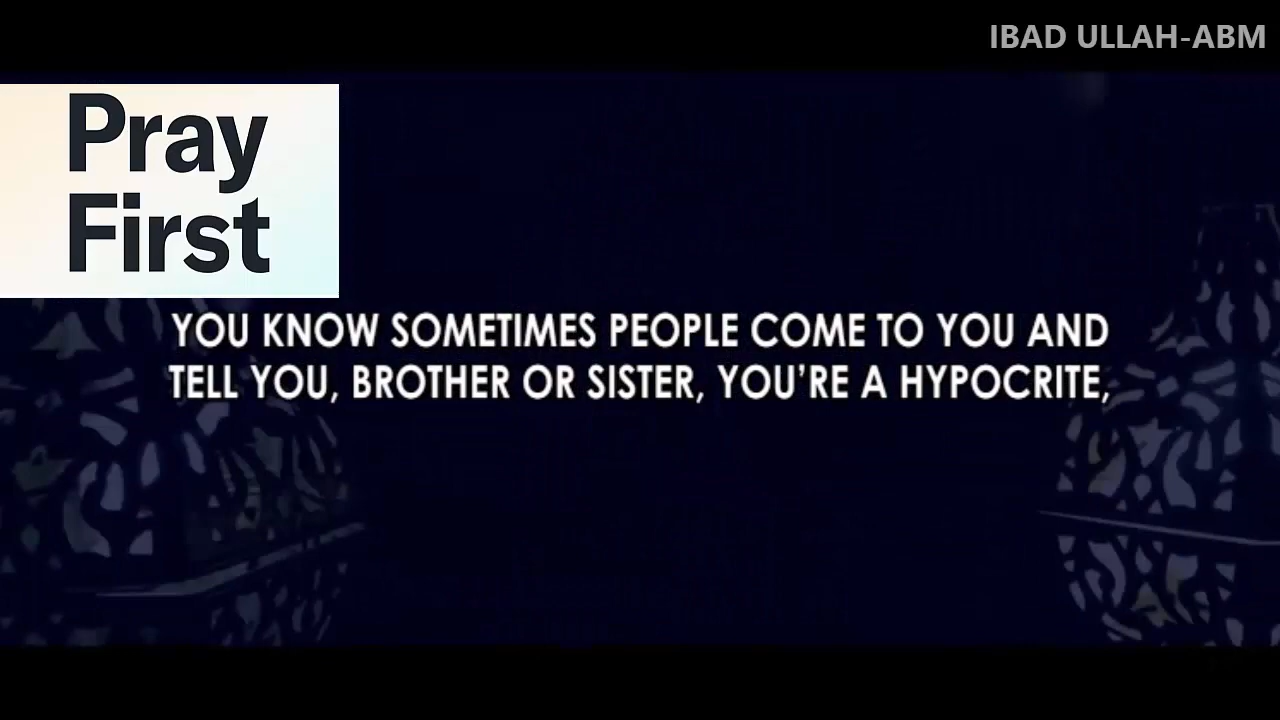 IBAD ULLAH-ABM
Pray
First
YOU KNOW SOMETIMES PEOPLE COME TO YOU AND
TELL YOU, BROTHER OR SISTER, YOU'RE A HYPOCRITE,